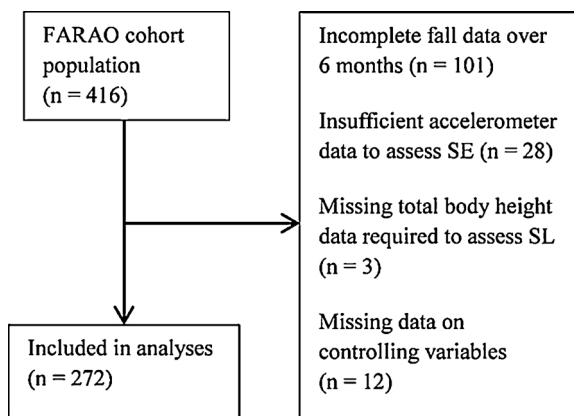 FARAO cohort
population
(n = 416)
Incomplete fall data over
6 months (n = 101)
Insufficient accelerometer
data to assess SE (n = 28)
Missing total body height
data required to assess SL
(n = 3)
Missing data on
controlling variables
(n = 12)
Included in analyses
(n = 272)